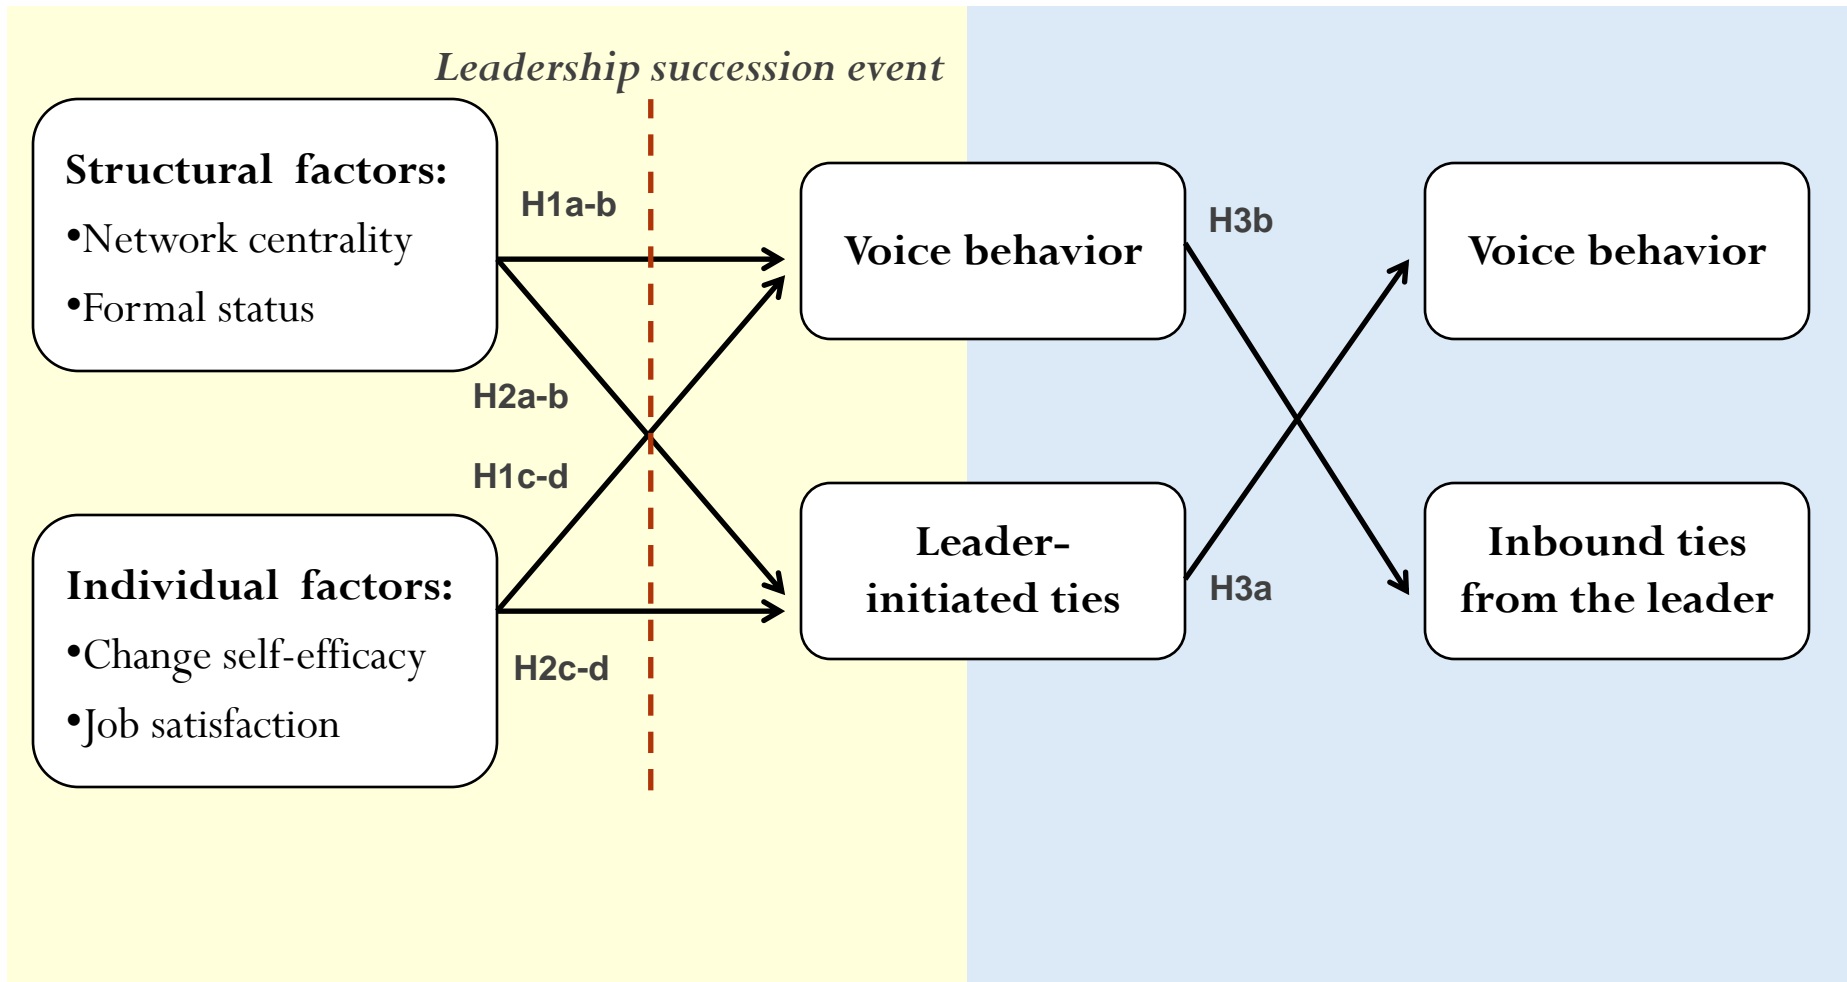 Leadership succession event
Structural factors:
•Network centrality
•Formal status
H1a-b
H2a-b
H1c-d
Individual factors:
•Change self-efficacy
•Job satisfaction
H2c-d
Voice behavior
Leader-
initiated ties
H3b
H3a
Voice behavior
Inbound ties
from the leader